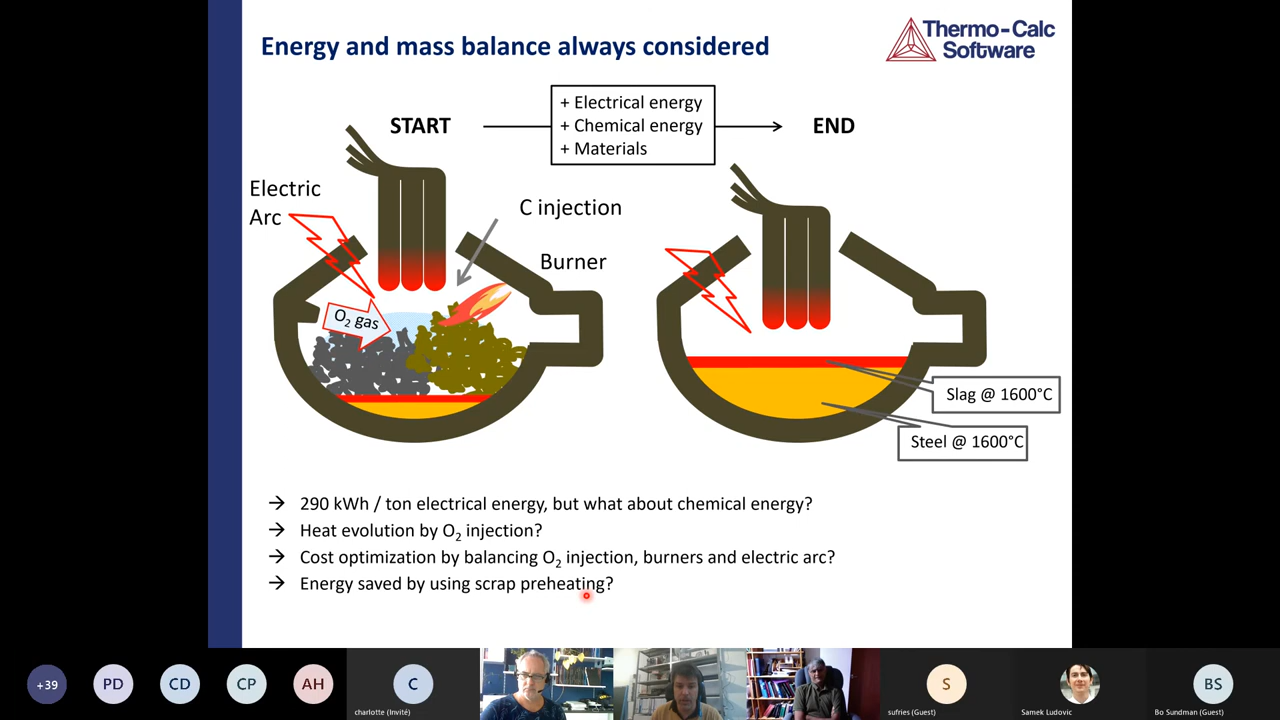 Energy and mass balance always considered
Thermo-Calc
Software
START
+ Electrical energy
+ Chemical energy
+ Materials
END
Electric
Arc
C injection
Burner
O₂ gas
Slag @ 1600°C
Steel @ 1600°C
→ 290 kWh / ton electrical energy, but what about chemical energy?
→ Heat evolution by O₂ injection?
→ Cost optimization by balancing O₂ injection, burners and electric arc?
→ Energy saved by using scrap preheating?
+39
PD
CD
CP
AH
C
charlotte (Invité)
S
sufries (Guest)
Samek Ludovic
BS
Bo Sundman (Guest)